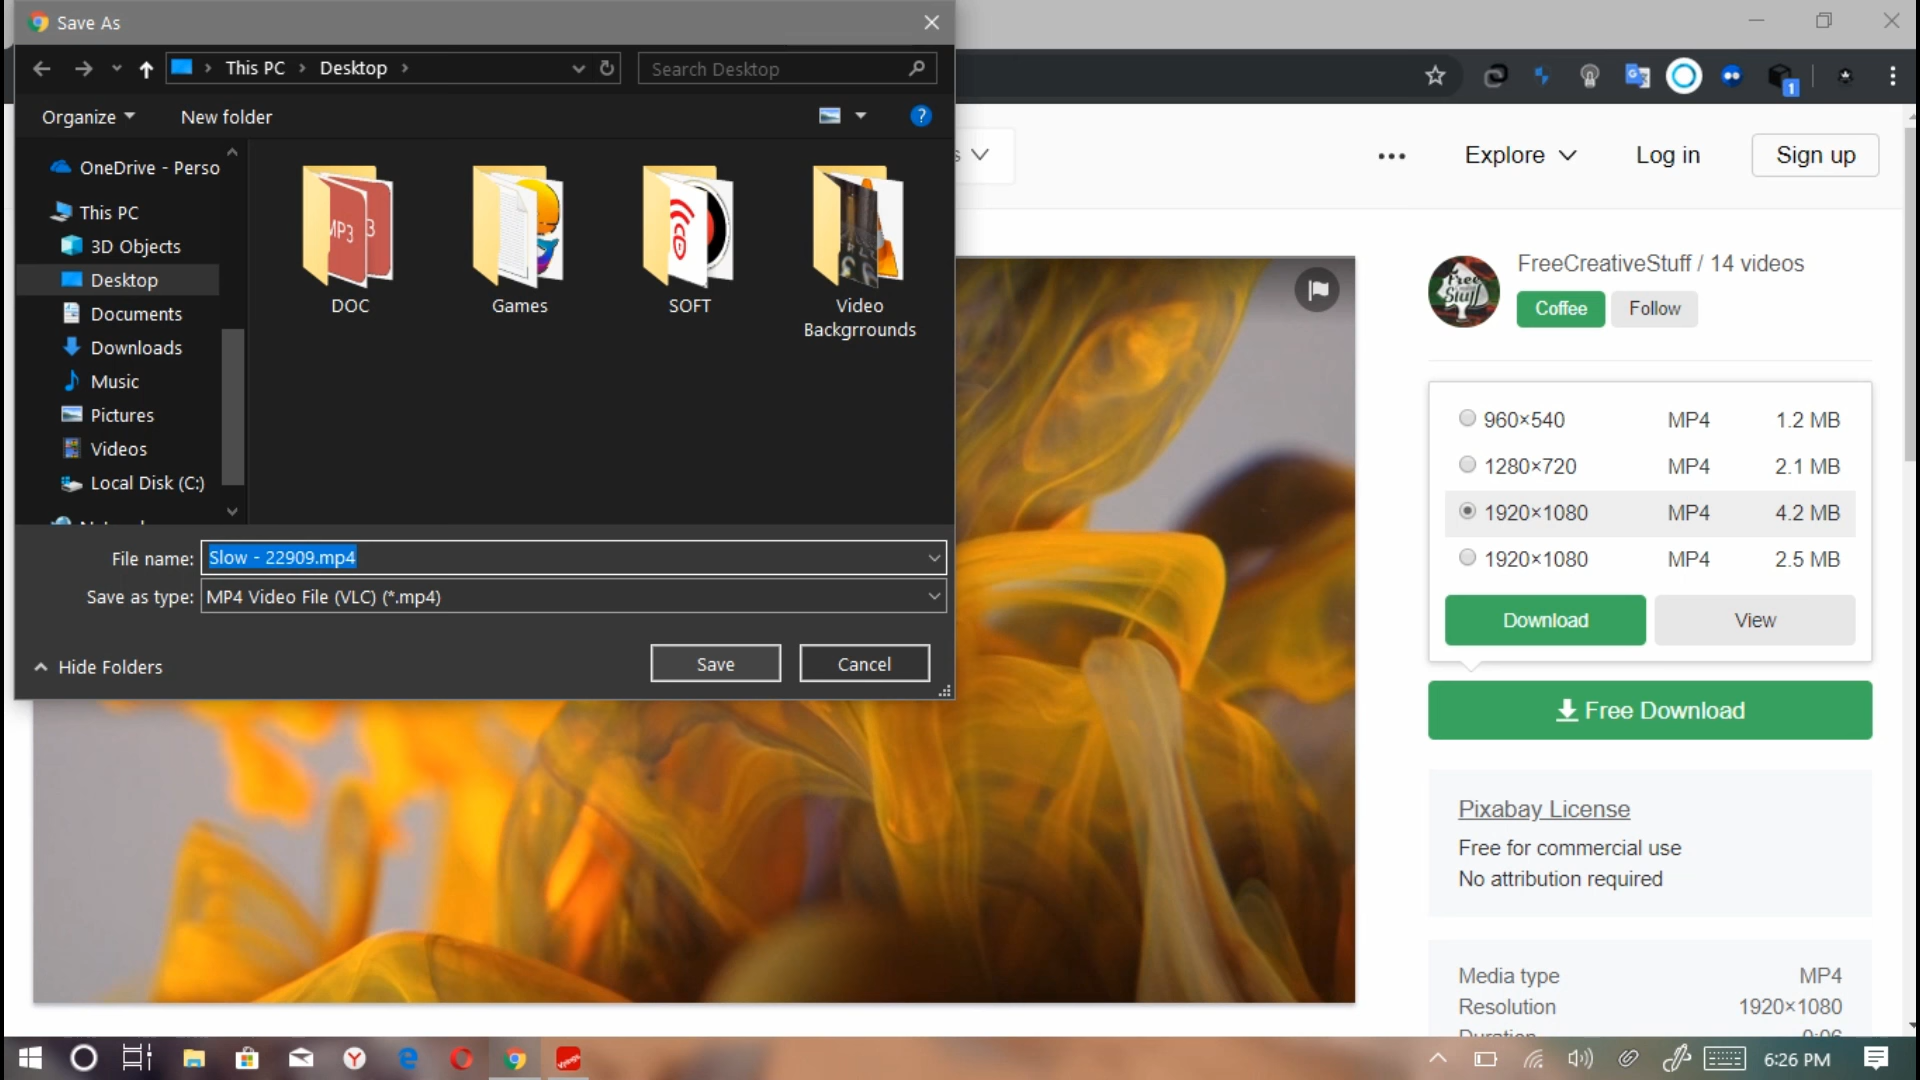 Save As
This PC
Desktop
Search Desktop
Organize
New folder
OneDrive - Perso
This PC
3D Objects
Desktop
Documents
Downloads
Music
Pictures
Videos
Local Disk (C:)
DOC
Games
SOFT
Video
Backgrrounds
File name:
Slow - 22909.mp4
Save as type:
MP4 Video File (VLC) (*.mp4)
Hide Folders
Save
Cancel
Explore
Log in
Sign up
FreeCreativeStuff / 14 videos
Coffee
Follow
960×540 MP4 1.2 MB
1280×720 MP4 2.1 MB
1920×1080 MP4 4.2 MB
1920×1080 MP4 2.5 MB
Download
View
Free Download
Pixabay License
Free for commercial use
No attribution required
Media type MP4
Resolution 1920×1080
Duration 0:06
6:26 PM